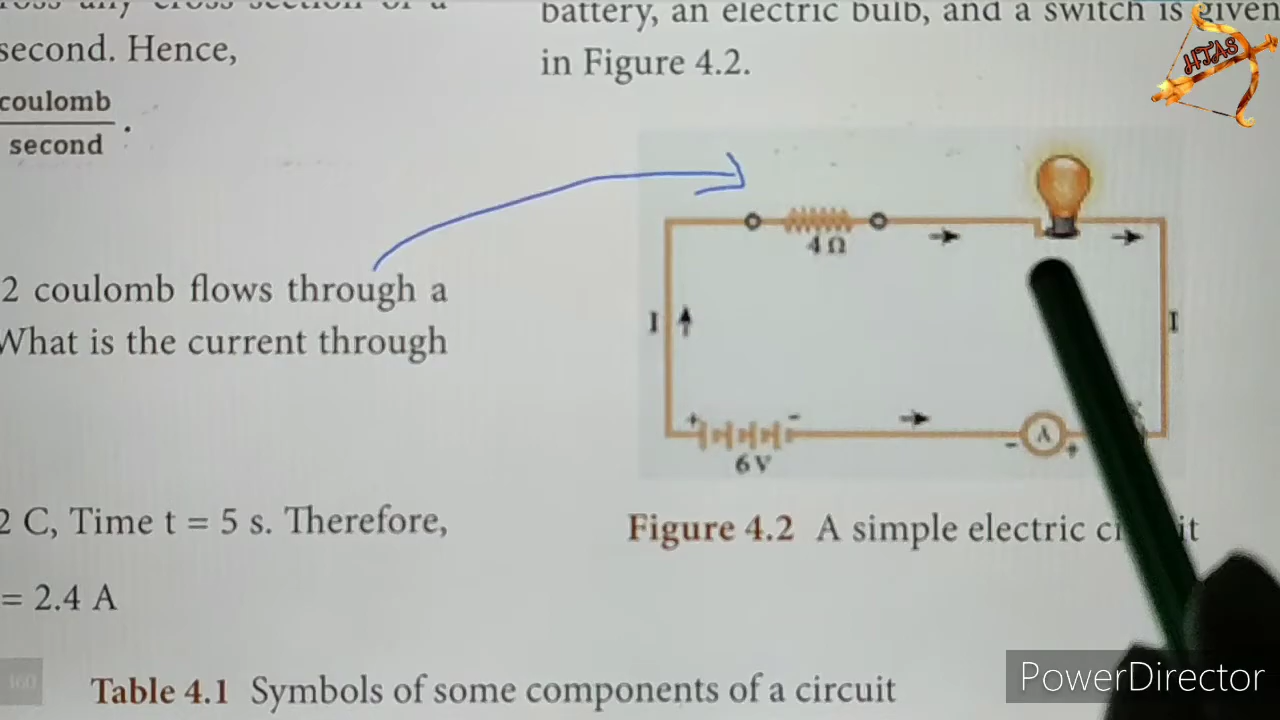 second. Hence,
coulomb
second .
2 coulomb flows through a
What is the current through
2 C, Time t = 5 s. Therefore,
= 2.4 A
battery, an electric bulb, and a switch is given
in Figure 4.2.
HTAS
4 Ω
I
I
+ -
6 V
- A +
Figure 4.2 A simple electric ci it
160
Table 4.1 Symbols of some components of a circuit
PowerDirector